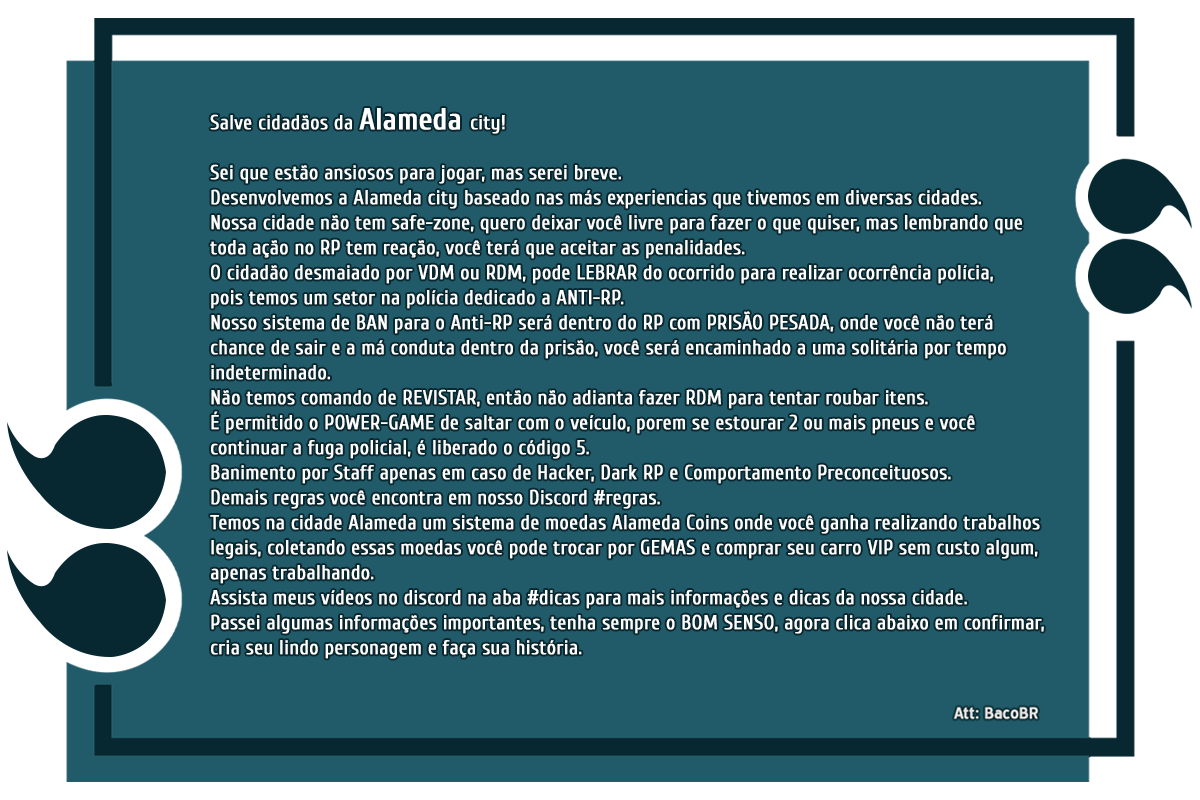 Salve cidadãos da Alameda city!
Sei que estão ansiosos para jogar, mas serei breve.
Desenvolvemos a Alameda city baseado nas más experiencias que tivemos em diversas cidades.
Nossa cidade não tem safe-zone, quero deixar você livre para fazer o que quiser, mas lembrando que
toda ação no RP tem reação, você terá que aceitar as penalidades.
O cidadão desmaiado por VDM ou RDM, pode LEBRAR do ocorrido para realizar ocorrência polícia,
pois temos um setor na polícia dedicado a ANTI-RP.
Nosso sistema de BAN para o Anti-RP será dentro do RP com PRISÃO PESADA, onde você não terá
chance de sair e a má conduta dentro da prisão, você será encaminhado a uma solitária por tempo
indeterminado.
Não temos comando de REVISTAR, então não adianta fazer RDM para tentar roubar itens.
É permitido o POWER-GAME de saltar com o veículo, porem se estourar 2 ou mais pneus e você
continuar a fuga policial, é liberado o código 5.
Banimento por Staff apenas em caso de Hacker, Dark RP e Comportamento Preconceituosos.
Demais regras você encontra em nosso Discord #regras.
Temos na cidade Alameda um sistema de moedas Alameda Coins onde você ganha realizando trabalhos
legais, coletando essas moedas você pode trocar por GEMAS e comprar seu carro VIP sem custo algum,
apenas trabalhando.
Assista meus vídeos no discord na aba #dicas para mais informações e dicas da nossa cidade.
Passei algumas informações importantes, tenha sempre o BOM SENSO, agora clica abaixo em confirmar,
cria seu lindo personagem e faça sua história.
Att: BacoBR